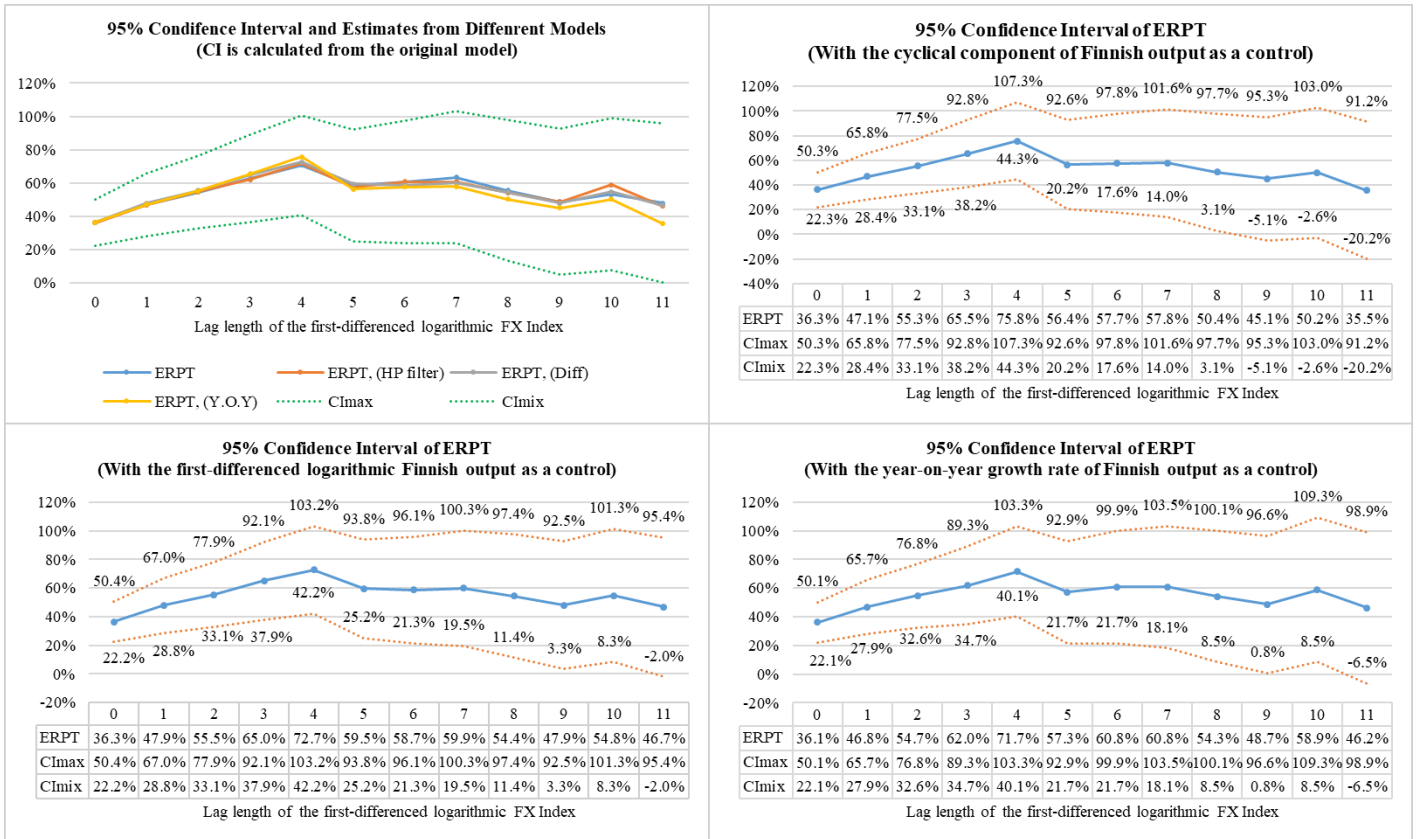 95% Condifence Interval and Estimates from Diffenrent Models
(CI is calculated from the original model)
120%
100%
80%
60%
40%
20%
0%
0 1 2 3 4 5 6 7 8 9 10 11
Lag length of the first-differenced logarithmic FX Index
ERPT ERPT, (HP filter) ERPT, (Diff)
ERPT, (Y.O.Y) CImax CImix
95% Confidence Interval of ERPT
(With the cyclical component of Finnish output as a control)
120%
100%
80%
60%
40%
20%
0%
-20%
-40%
50.3% 65.8% 77.5% 92.8% 107.3% 92.6% 97.8% 101.6% 97.7% 95.3% 103.0% 91.2%
22.3% 28.4% 33.1% 38.2% 44.3% 20.2% 17.6% 14.0% 3.1% -5.1% -2.6% -20.2%
0 1 2 3 4 5 6 7 8 9 10 11
ERPT 36.3% 47.1% 55.3% 65.5% 75.8% 56.4% 57.7% 57.8% 50.4% 45.1% 50.2% 35.5%
CImax 50.3% 65.8% 77.5% 92.8% 107.3% 92.6% 97.8% 101.6% 97.7% 95.3% 103.0% 91.2%
CImix 22.3% 28.4% 33.1% 38.2% 44.3% 20.2% 17.6% 14.0% 3.1% -5.1% -2.6% -20.2%
Lag length of the first-differenced logarithmic FX Index
95% Confidence Interval of ERPT
(With the first-differenced logarithmic Finnish output as a control)
120%
100%
80%
60%
40%
20%
0%
-20%
50.4% 67.0% 77.9% 92.1% 103.2% 93.8% 96.1% 100.3% 97.4% 92.5% 101.3% 95.4%
22.2% 28.8% 33.1% 37.9% 42.2% 25.2% 21.3% 19.5% 11.4% 3.3% 8.3% -2.0%
0 1 2 3 4 5 6 7 8 9 10 11
ERPT 36.3% 47.9% 55.5% 65.0% 72.7% 59.5% 58.7% 59.9% 54.4% 47.9% 54.8% 46.7%
CImax 50.4% 67.0% 77.9% 92.1% 103.2% 93.8% 96.1% 100.3% 97.4% 92.5% 101.3% 95.4%
CImix 22.2% 28.8% 33.1% 37.9% 42.2% 25.2% 21.3% 19.5% 11.4% 3.3% 8.3% -2.0%
Lag length of the first-differenced logarithmic FX Index
95% Confidence Interval of ERPT
(With the year-on-year growth rate of Finnish output as a control)
120%
100%
80%
60%
40%
20%
0%
-20%
50.1% 65.7% 76.8% 89.3% 103.3% 92.9% 99.9% 103.5% 100.1% 96.6% 109.3% 98.9%
22.1% 27.9% 32.6% 34.7% 40.1% 21.7% 21.7% 18.1% 8.5% 0.8% 8.5% -6.5%
0 1 2 3 4 5 6 7 8 9 10 11
ERPT 36.1% 46.8% 54.7% 62.0% 71.7% 57.3% 60.8% 60.8% 54.3% 48.7% 58.9% 46.2%
CImax 50.1% 65.7% 76.8% 89.3% 103.3% 92.9% 99.9% 103.5% 100.1% 96.6% 109.3% 98.9%
CImix 22.1% 27.9% 32.6% 34.7% 40.1% 21.7% 21.7% 18.1% 8.5% 0.8% 8.5% -6.5%
Lag length of the first-differenced logarithmic FX Index